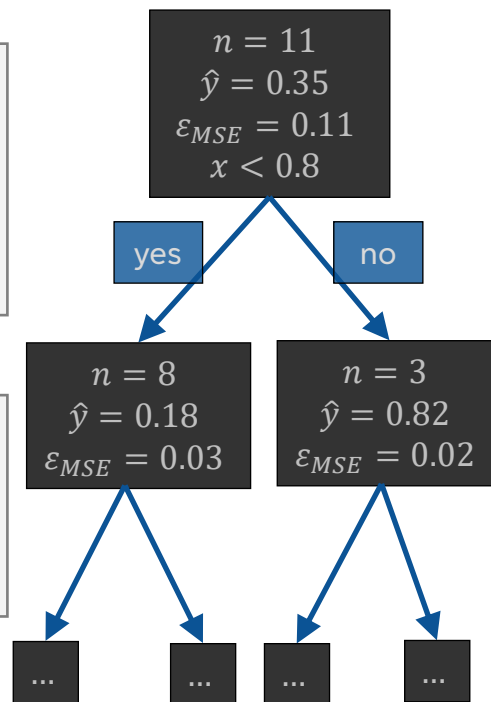 n = 11
ŷ = 0.35
ε_MSE = 0.11
x < 0.8
yes
no
n = 8
ŷ = 0.18
ε_MSE = 0.03
n = 3
ŷ = 0.82
ε_MSE = 0.02
...
...
...
...